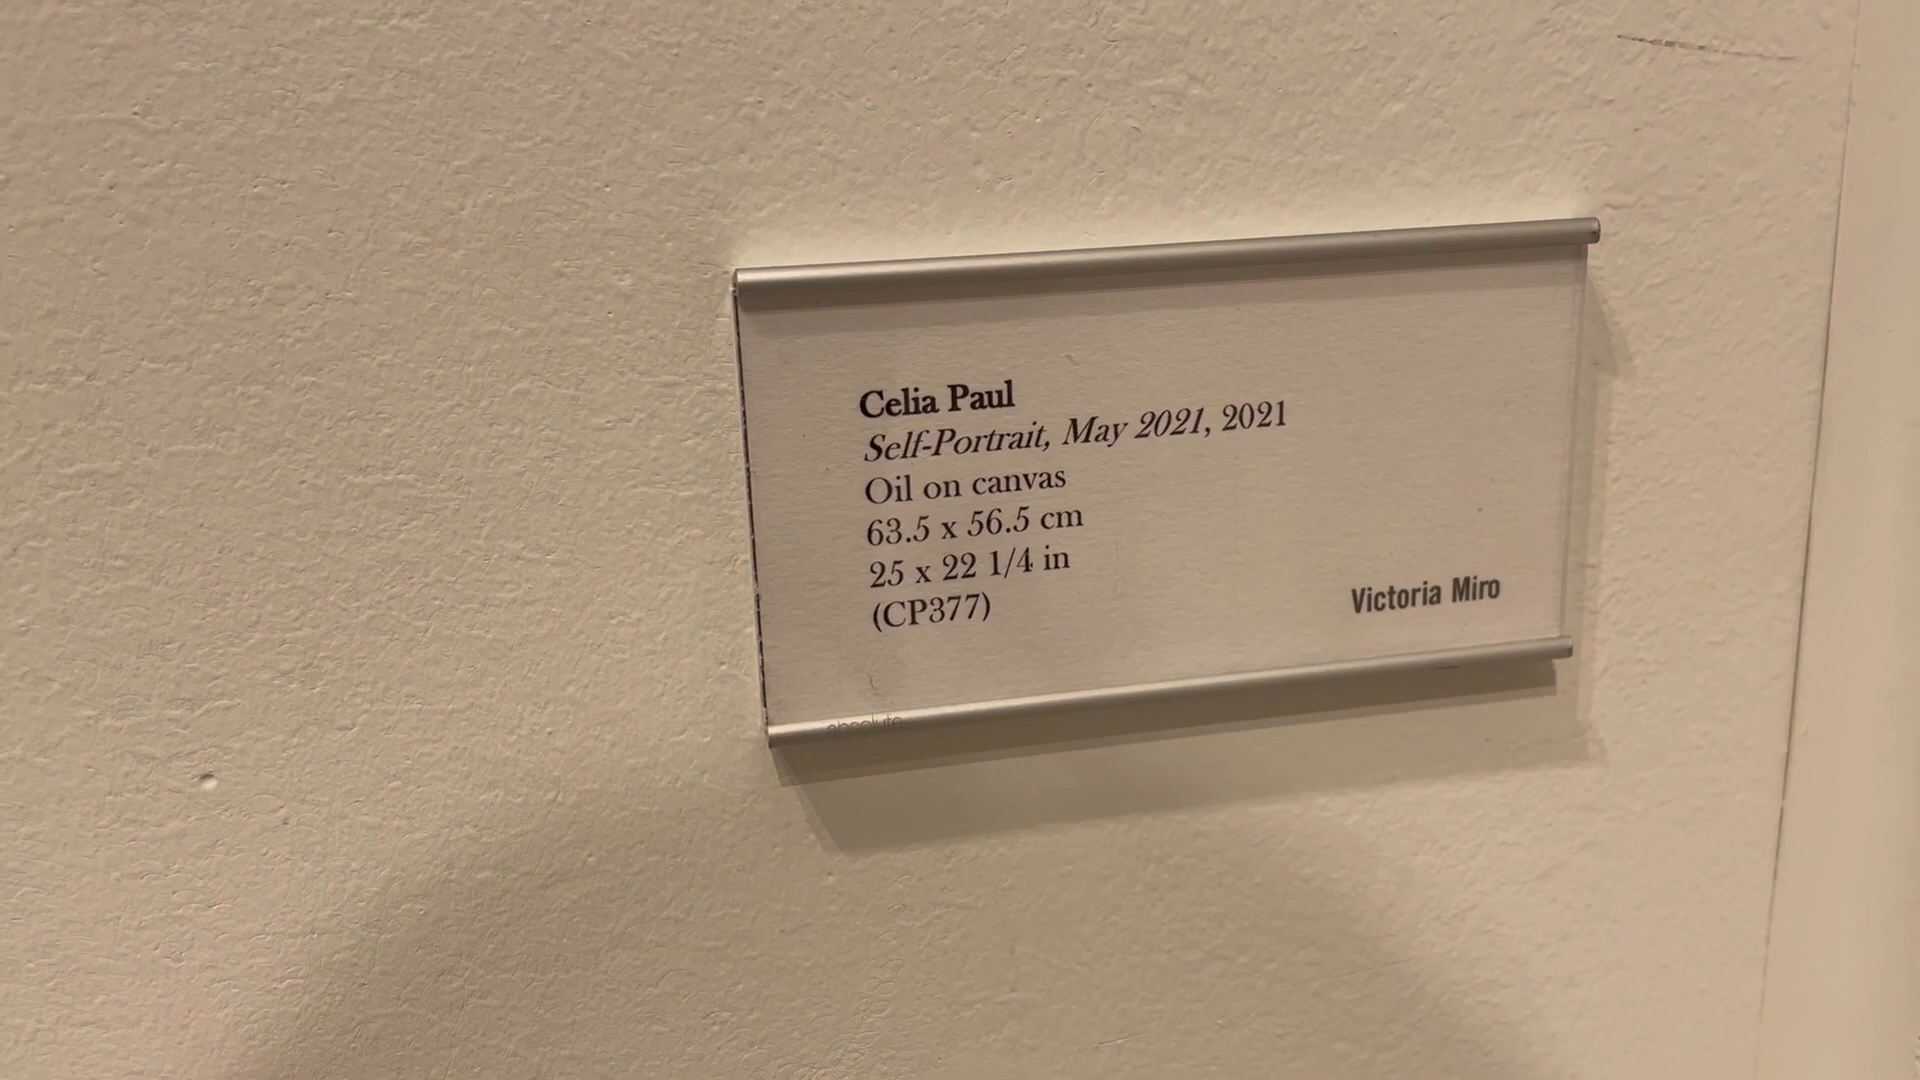 Celia Paul
Self-Portrait, May 2021, 2021
Oil on canvas
63.5 x 56.5 cm
25 x 22 1/4 in
(CP377)
Victoria Miro
absolute